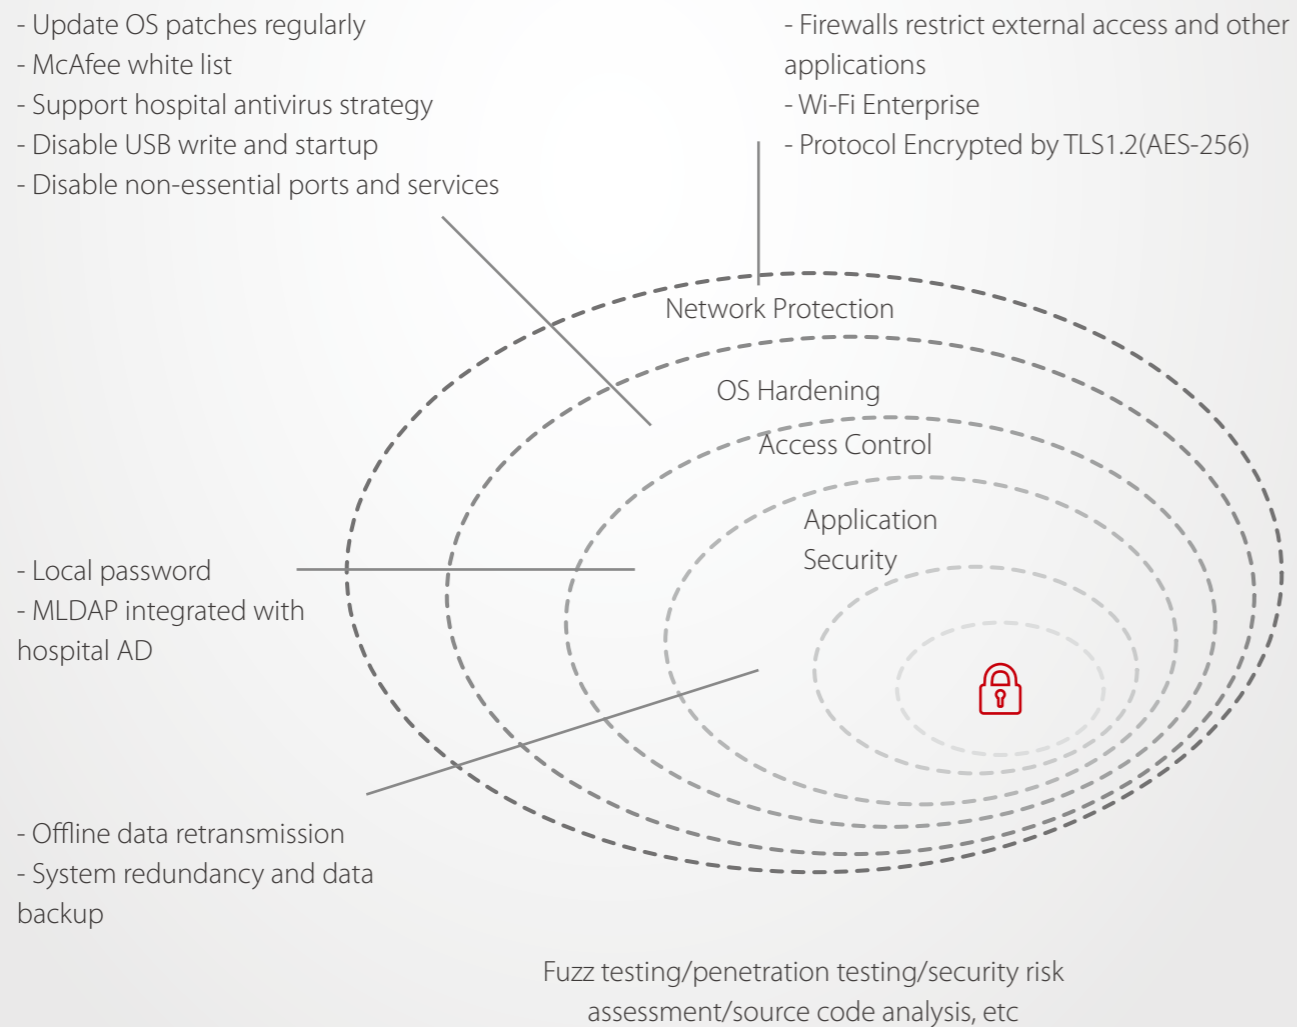 - Update OS patches regularly
- McAfee white list
- Support hospital antivirus strategy
- Disable USB write and startup
- Disable non-essential ports and services
- Firewalls restrict external access and other
applications
- Wi-Fi Enterprise
- Protocol Encrypted by TLS1.2(AES-256)
Network Protection
OS Hardening
Access Control
Application
Security
- Local password
- MLDAP integrated with
hospital AD
- Offline data retransmission
- System redundancy and data
backup
Fuzz testing/penetration testing/security risk
assessment/source code analysis, etc